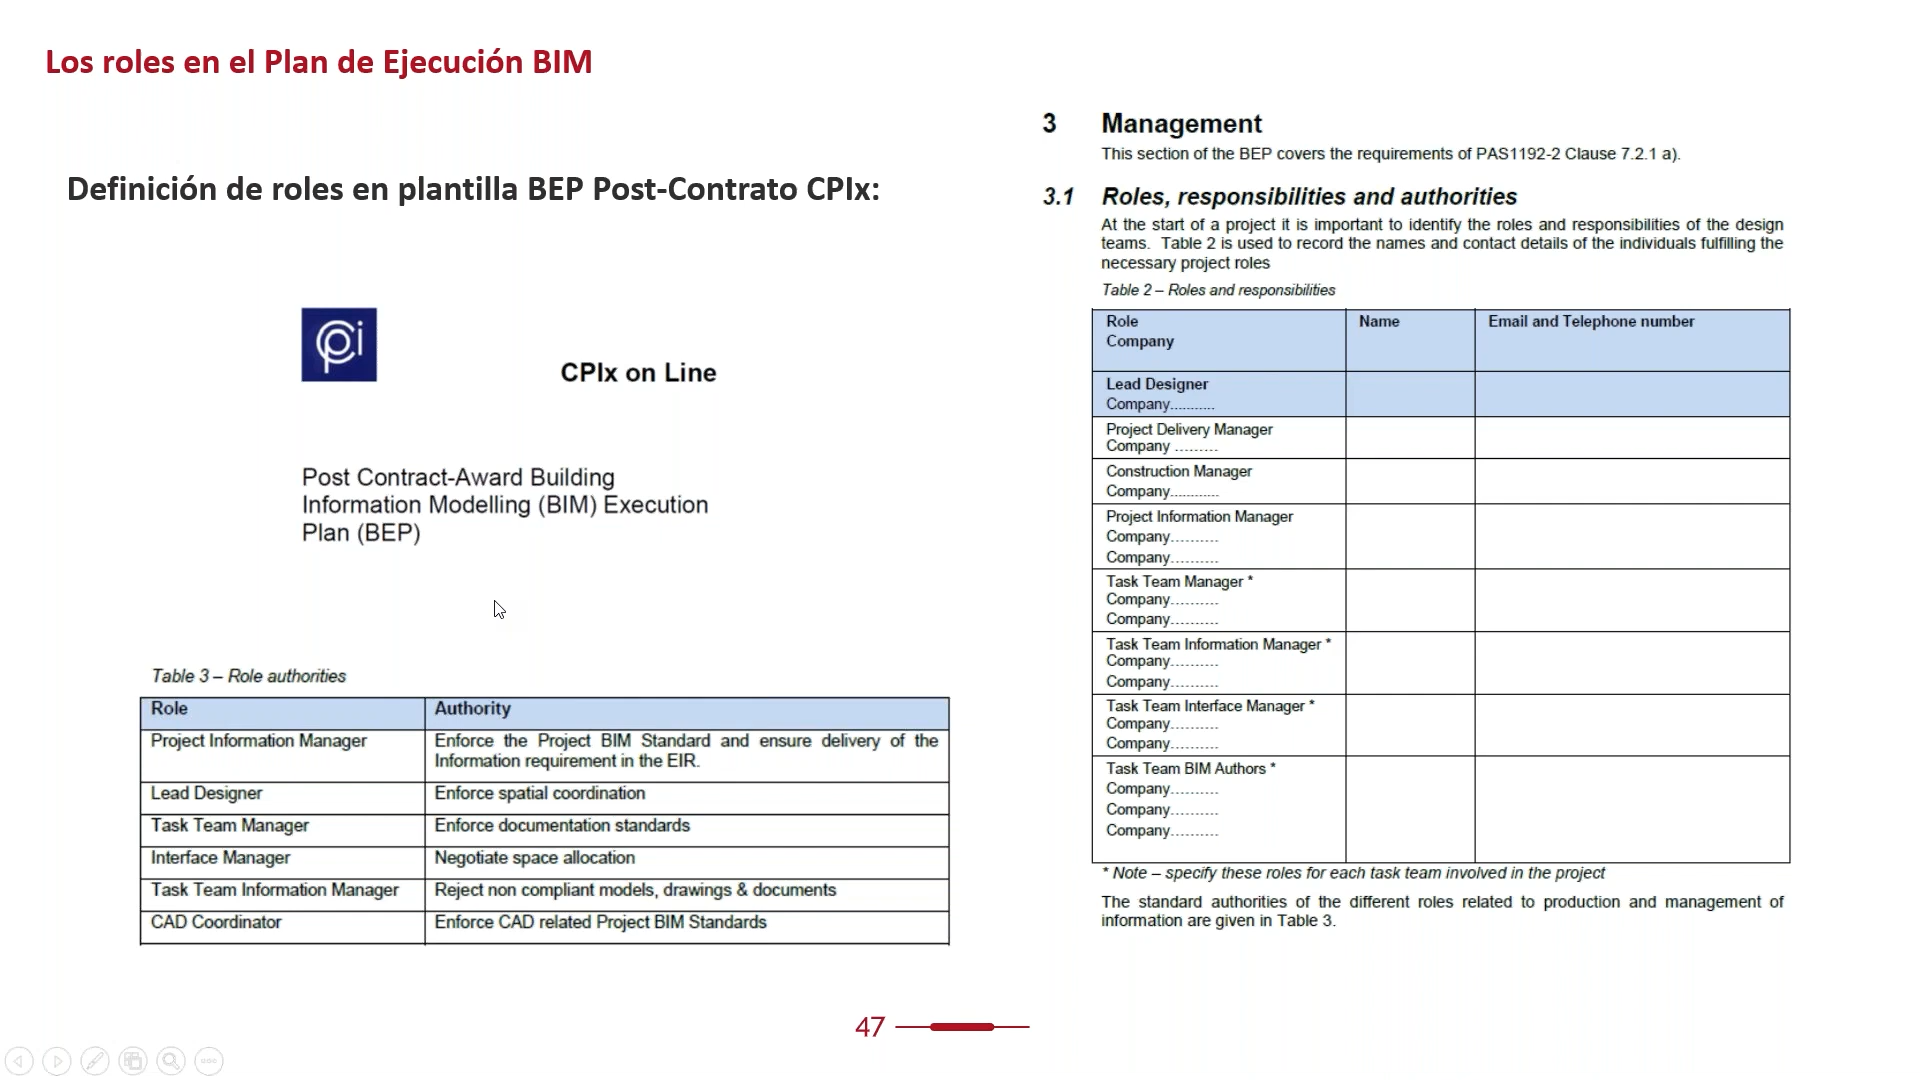 Los roles en el Plan de Ejecución BIM
Definición de roles en plantilla BEP Post-Contrato CPIx:
cpi
CPIx on Line
Post Contract-Award Building
Information Modelling (BIM) Execution
Plan (BEP)
Table 3 – Role authorities
Role Authority
Project Information Manager Enforce the Project BIM Standard and ensure delivery of the
Information requirement in the EIR.
Lead Designer Enforce spatial coordination
Task Team Manager Enforce documentation standards
Interface Manager Negotiate space allocation
Task Team Information Manager Reject non compliant models, drawings & documents
CAD Coordinator Enforce CAD related Project BIM Standards
3 Management
This section of the BEP covers the requirements of PAS1192-2 Clause 7.2.1 a).
3.1 Roles, responsibilities and authorities
At the start of a project it is important to identify the roles and responsibilities of the design
teams. Table 2 is used to record the names and contact details of the individuals fulfilling the
necessary project roles
Table 2 – Roles and responsibilities
Role Name Email and Telephone number
Company
Lead Designer
Company...........
Project Delivery Manager
Company .........
Construction Manager
Company............
Project Information Manager
Company..........
Company..........
Task Team Manager *
Company..........
Company..........
Task Team Information Manager *
Company..........
Company..........
Task Team Interface Manager *
Company..........
Company..........
Task Team BIM Authors *
Company..........
Company..........
Company..........
* Note – specify these roles for each task team involved in the project
The standard authorities of the different roles related to production and management of
information are given in Table 3.
47